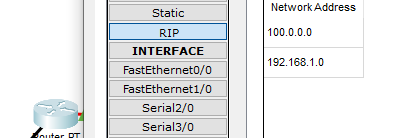 Static
RIP
INTERFACE
FastEthernet0/0
FastEthernet1/0
Serial2/0
Serial3/0
Network Address
100.0.0.0
192.168.1.0